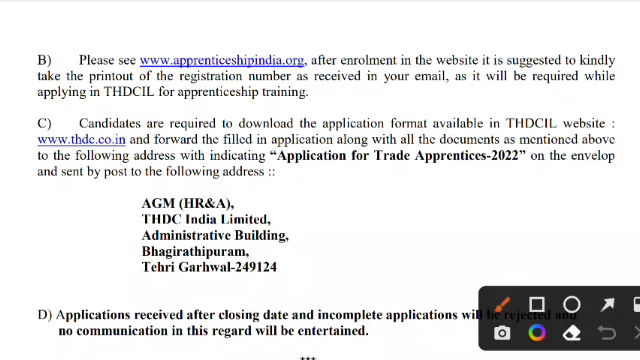 B) Please see www.apprenticeshipindia.org, after enrolment in the website it is suggested to kindly
take the printout of the registration number as received in your email, as it will be required while
applying in THDCIL for apprenticeship training.
C) Candidates are required to download the application format available in THDCIL website :
www.thdc.co.in and forward the filled in application along with all the documents as mentioned above
to the following address with indicating “Application for Trade Apprentices-2022” on the envelop
and sent by post to the following address ::
AGM (HR&A),
THDC India Limited,
Administrative Building,
Bhagirathipuram,
Tehri Garhwal-249124
D) Applications received after closing date and incomplete applications will be rejected and
no communication in this regard will be entertained.
***